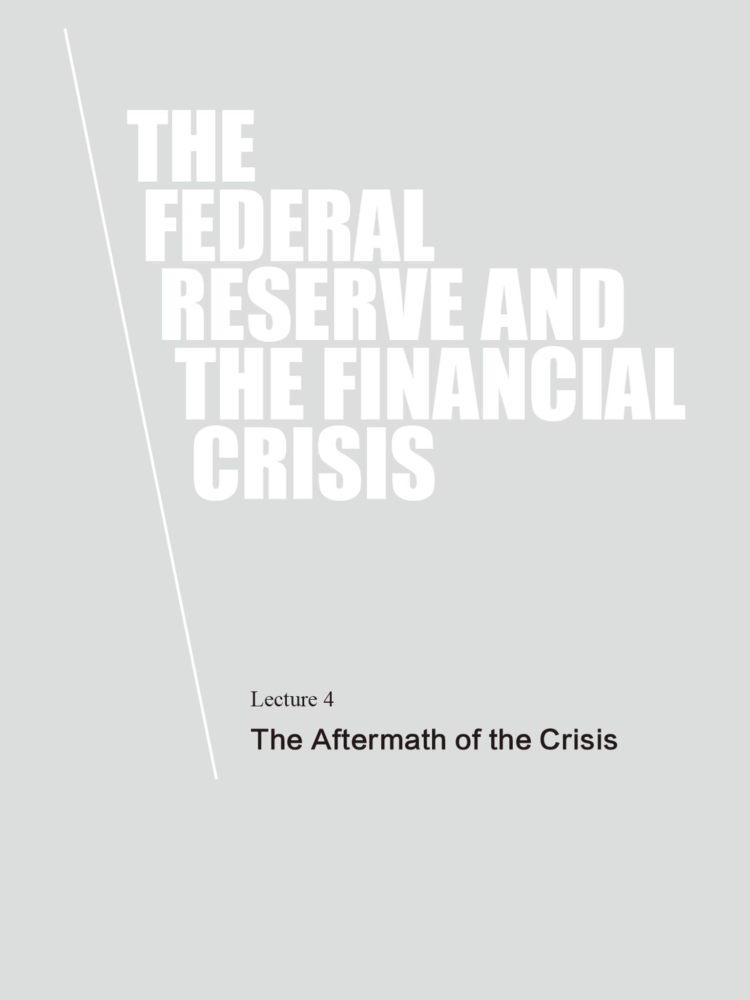 THE
FEDERAL
RESERVE AND
THE FINANCIAL
CRISIS
Lecture 4
The Aftermath of the Crisis